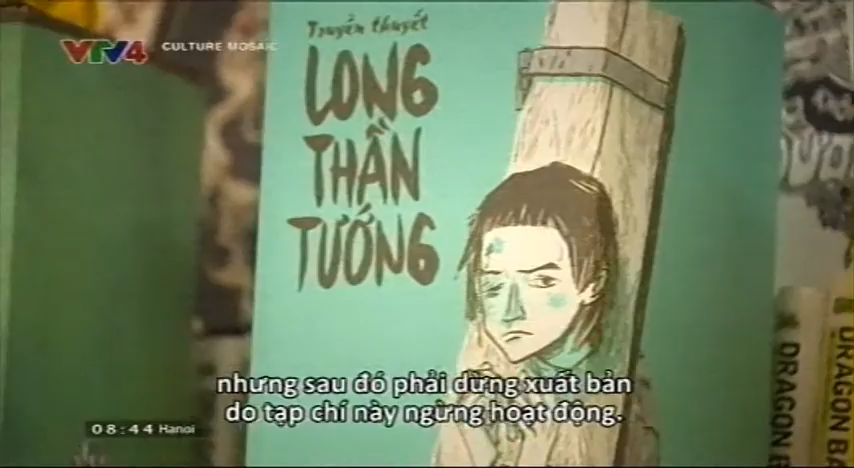 VTV4 CULTURE MOSAIC
Truyền thuyết
LONG
THẦN
TƯỚNG
DRAGON
DRAGON BA
nhưng sau đó phải dừng xuất bản
do tạp chí này ngừng hoạt động.
08:44 Hanoi